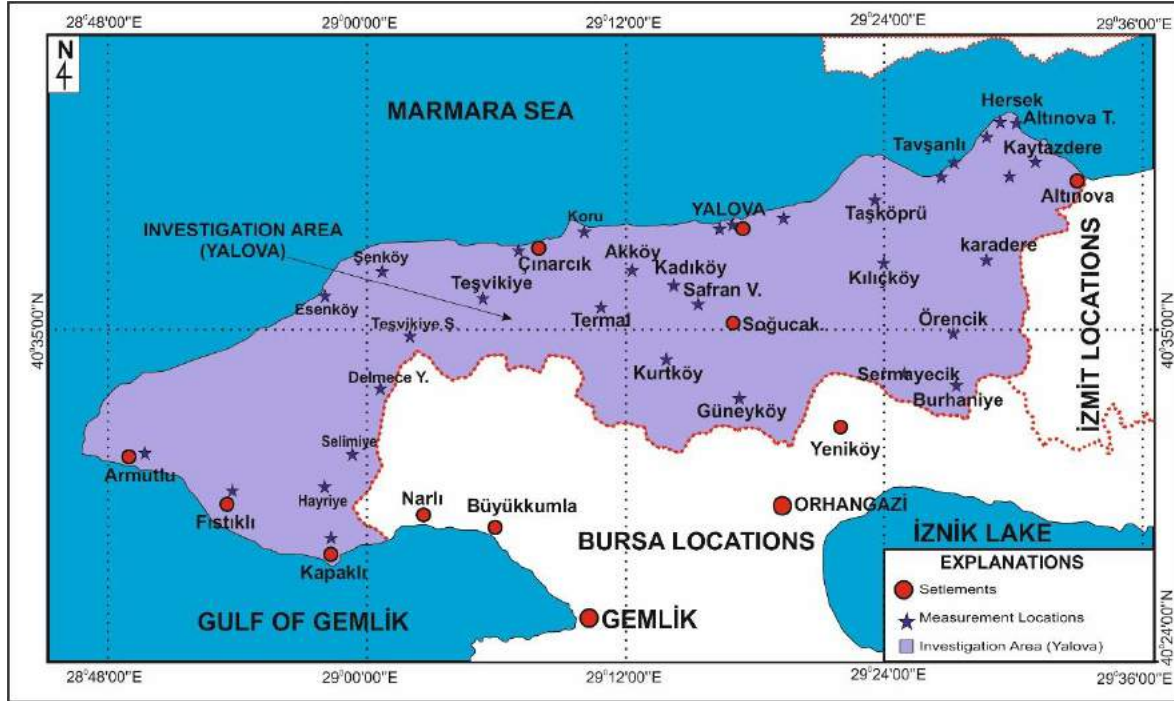 28°48'00"E
29°00'00"E
29°12'00"E
29°24'00"E
29°36'00"E
N
MARMARA SEA
Hersek
Altınova T.
Tavşanlı
Kaytazdere
Altınova
INVESTIGATION AREA
(YALOVA)
Koru
YALOVA
Taşköprü
karadere
Şenköy
Çınarcık
Akköy
Kadıköy
Kılıçköy
Esenköy
Teşvikiye
Safran V.
Termal
Soğucak
Örencik
Teşvikiye S.
40°35'00"N
40°35'00"N
İZMİT LOCATIONS
Delmece Y.
Kurtköy
Sermayecik
Burhaniye
Güneyköy
Yeniköy
Selimiye
Armutlu
Hayriye
Fıstıklı
Narlı
Büyükkumla
ORHANGAZİ
Kapaklı
BURSA LOCATIONS
İZNİK LAKE
GULF OF GEMLİK
GEMLİK
EXPLANATIONS
Setlements
Measurement Locations
Investigation Area (Yalova)
40°24'00"N
28°48'00"E
29°00'00"E
29°12'00"E
29°24'00"E
29°36'00"E